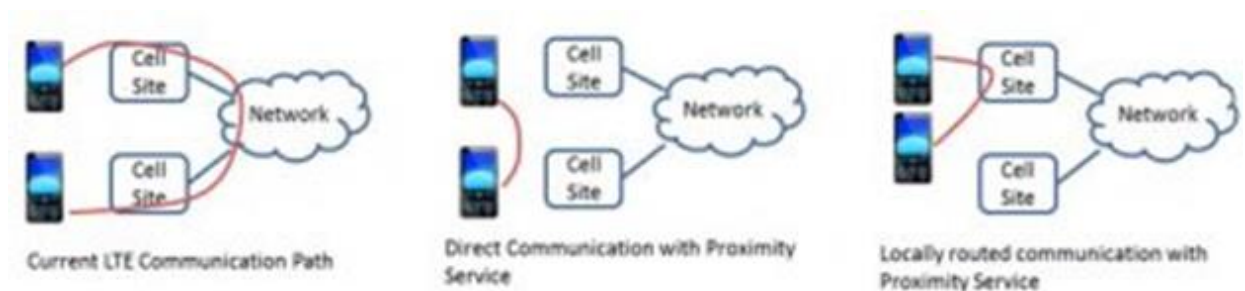 Cell
Site
Network
Cell
Site
Current LTE Communication Path
Cell
Site
Network
Cell
Site
Direct Communication with Proximity
Service
Cell
Site
Network
Cell
Site
Locally routed communication with
Proximity Service